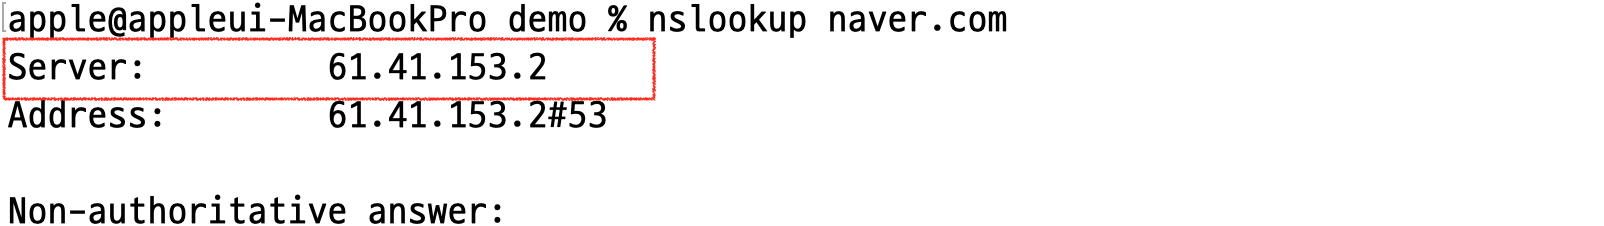 apple@appleui-MacBookPro demo % nslookup naver.com
Server:         61.41.153.2
Address:        61.41.153.2#53
Non-authoritative answer: